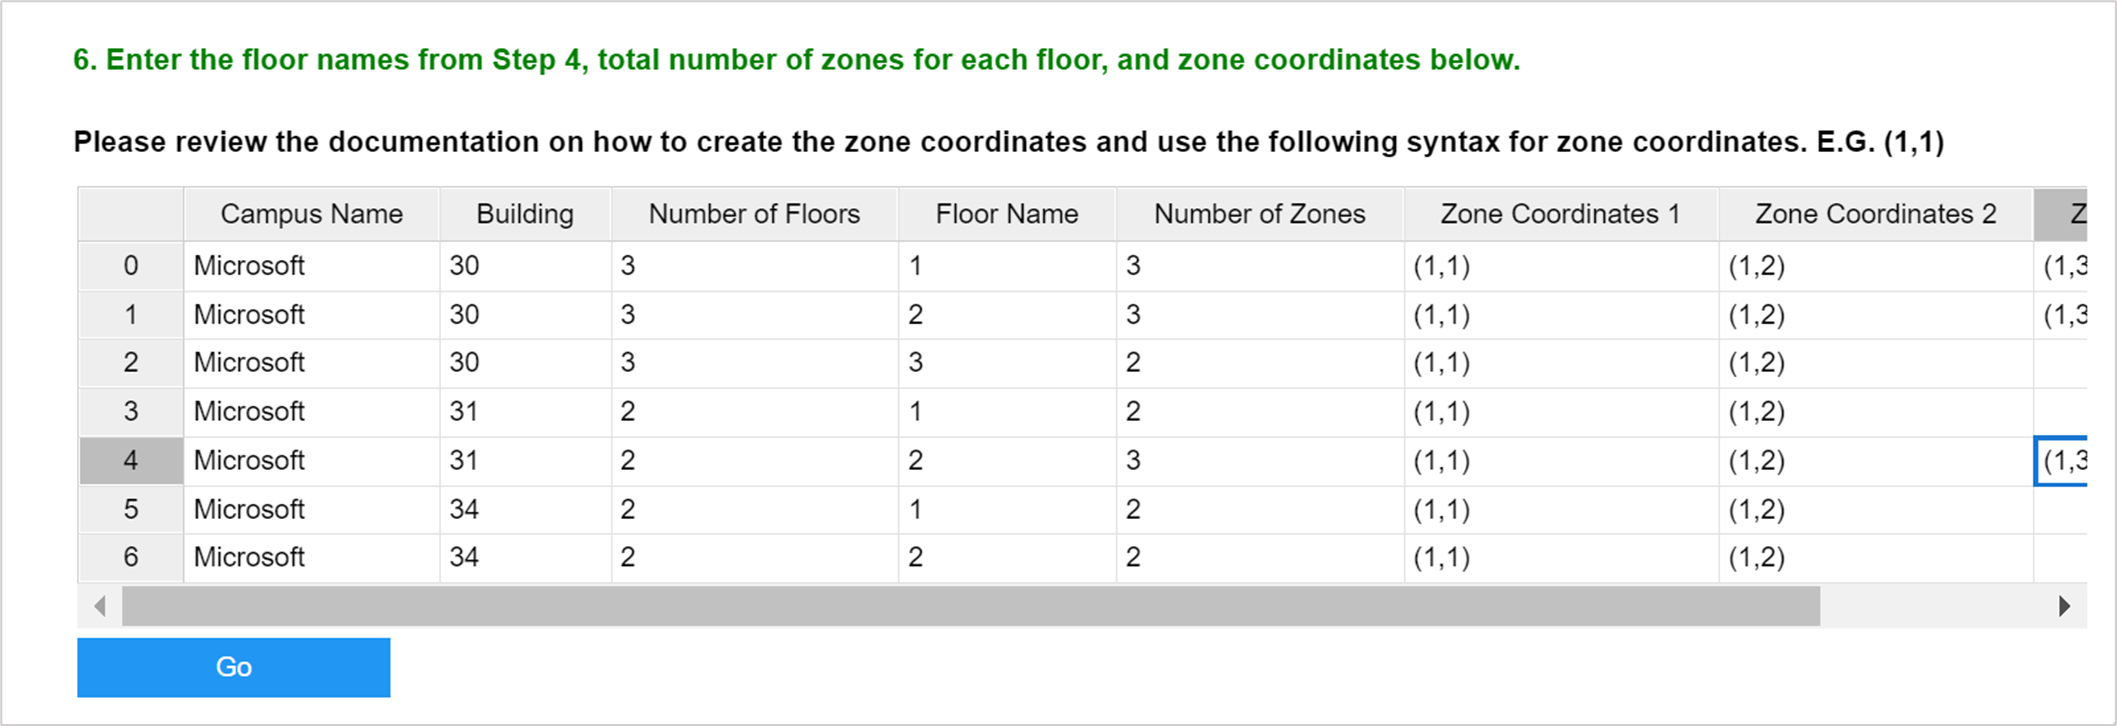 6. Enter the floor names from Step 4, total number of zones for each floor, and zone coordinates below.
Please review the documentation on how to create the zone coordinates and use the following syntax for zone coordinates. E.G. (1,1)
Campus Name Building Number of Floors Floor Name Number of Zones Zone Coordinates 1 Zone Coordinates 2 Z
0 Microsoft 30 3 1 3 (1,1) (1,2) (1,3
1 Microsoft 30 3 2 3 (1,1) (1,2) (1,3
2 Microsoft 30 3 3 2 (1,1) (1,2)
3 Microsoft 31 2 1 2 (1,1) (1,2)
4 Microsoft 31 2 2 3 (1,1) (1,2) (1,3
5 Microsoft 34 2 1 2 (1,1) (1,2)
6 Microsoft 34 2 2 2 (1,1) (1,2)
Go